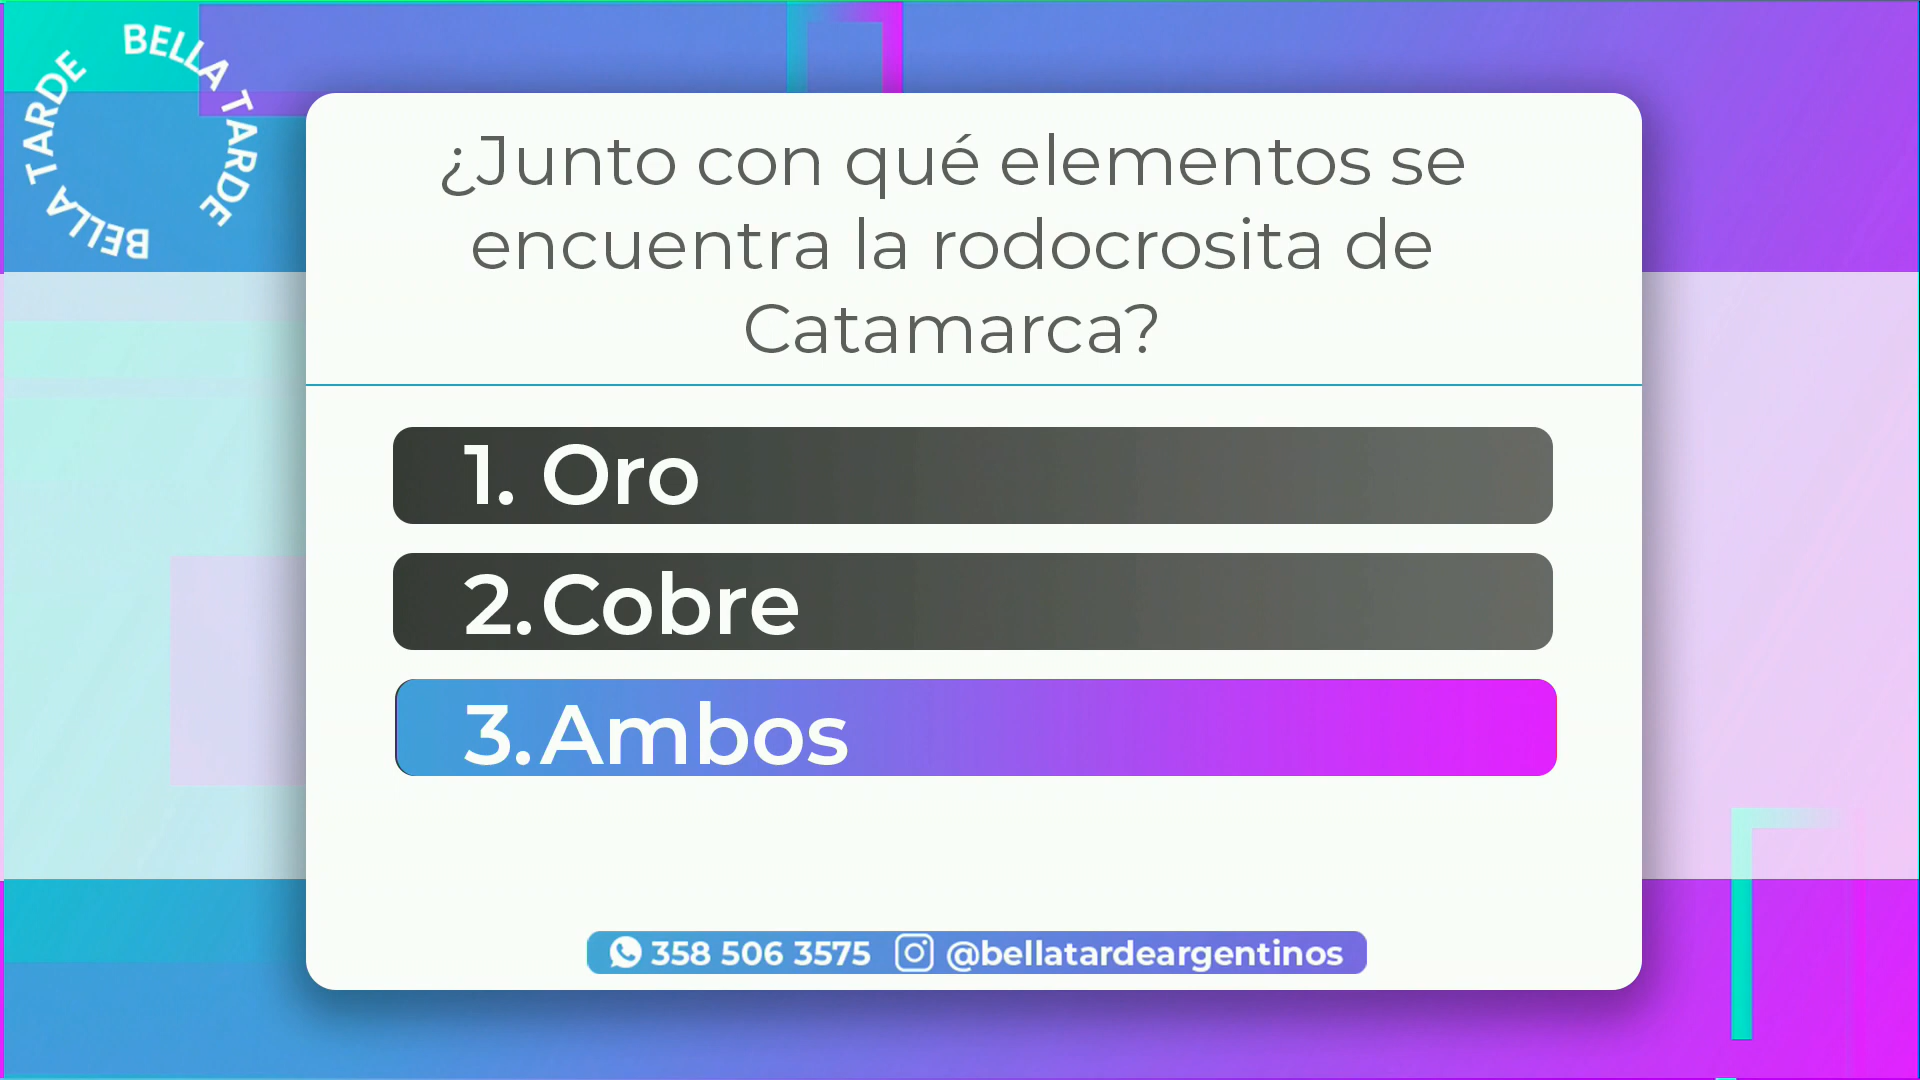 BELLA TARDE
BELLA TARDE
¿Junto con qué elementos se
encuentra la rodocrosita de
Catamarca?
1. Oro
2. Cobre
3. Ambos
358 506 3575 @bellatardeargentinos